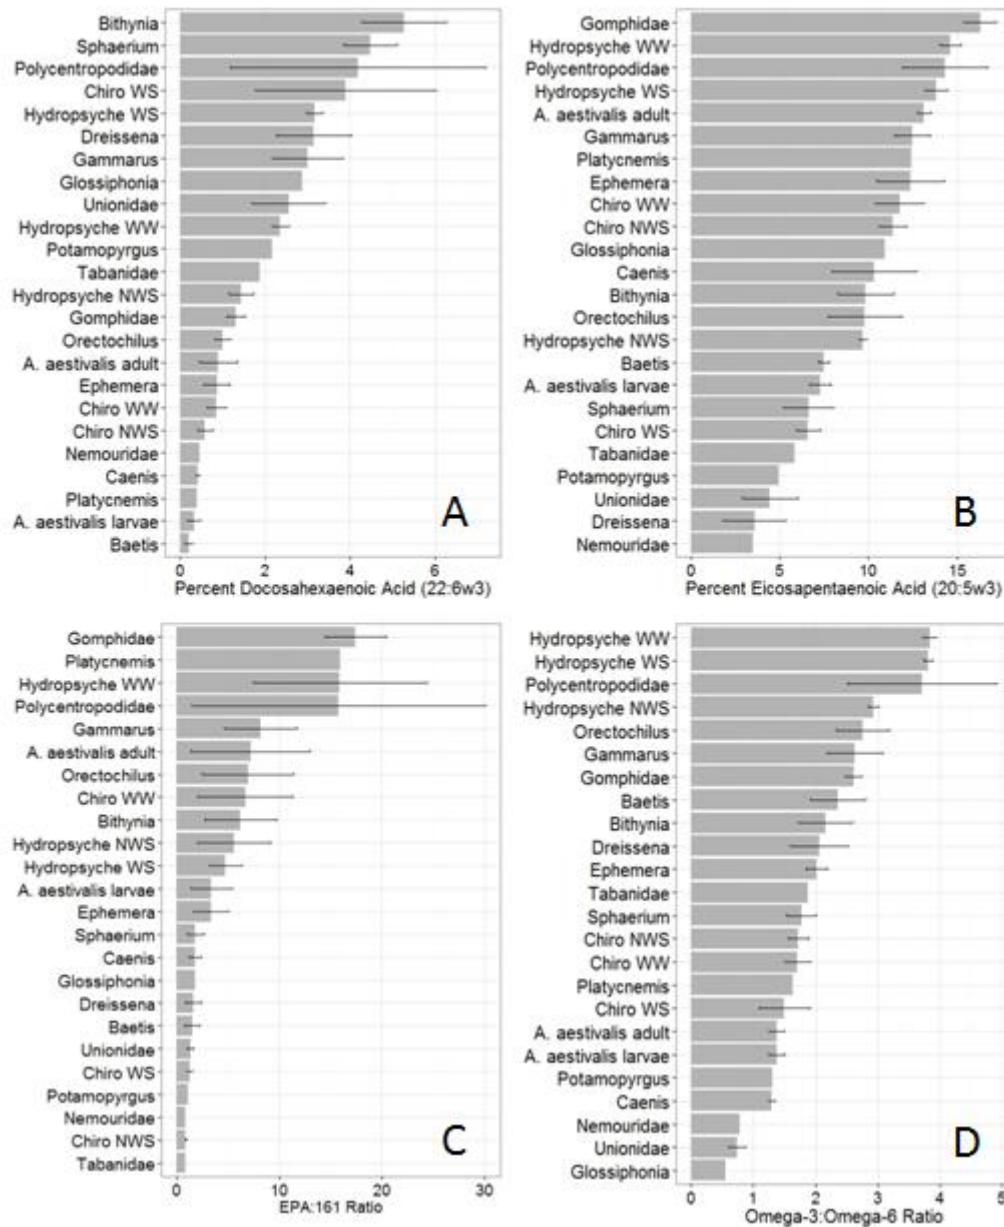 Bithynia
Sphaerium
Polycentropodidae
Chiro WS
Hydropsyche WS
Dreissena
Gammarus
Glossiphonia
Unionidae
Hydropsyche WW
Potamopyrgus
Tabanidae
Hydropsyche NWS
Gomphidae
Orectochilus
A. aestivalis adult
Ephemera
Chiro WW
Chiro NWS
Nemouridae
Caenis
Platycnemis
A. aestivalis larvae
Baetis
A
0 2 4 6
Percent Docosahexaenoic Acid (22:6w3)
Gomphidae
Hydropsyche WW
Polycentropodidae
Hydropsyche WS
A. aestivalis adult
Gammarus
Platycnemis
Ephemera
Chiro WW
Chiro NWS
Glossiphonia
Caenis
Bithynia
Orectochilus
Hydropsyche NWS
Baetis
A. aestivalis larvae
Sphaerium
Chiro WS
Tabanidae
Potamopyrgus
Unionidae
Dreissena
Nemouridae
B
0 5 10 15
Percent Eicosapentaenoic Acid (20:5w3)
Gomphidae
Platycnemis
Hydropsyche WW
Polycentropodidae
Gammarus
A. aestivalis adult
Orectochilus
Chiro WW
Bithynia
Hydropsyche NWS
Hydropsyche WS
A. aestivalis larvae
Ephemera
Sphaerium
Caenis
Glossiphonia
Dreissena
Baetis
Unionidae
Chiro WS
Potamopyrgus
Nemouridae
Chiro NWS
Tabanidae
C
0 10 20 30
EPA:161 Ratio
Hydropsyche WW
Hydropsyche WS
Polycentropodidae
Hydropsyche NWS
Orectochilus
Gammarus
Gomphidae
Baetis
Bithynia
Dreissena
Ephemera
Tabanidae
Sphaerium
Chiro NWS
Chiro WW
Platycnemis
Chiro WS
A. aestivalis adult
A. aestivalis larvae
Potamopyrgus
Caenis
Nemouridae
Unionidae
Glossiphonia
D
0 1 2 3 4 5
Omega-3:Omega-6 Ratio